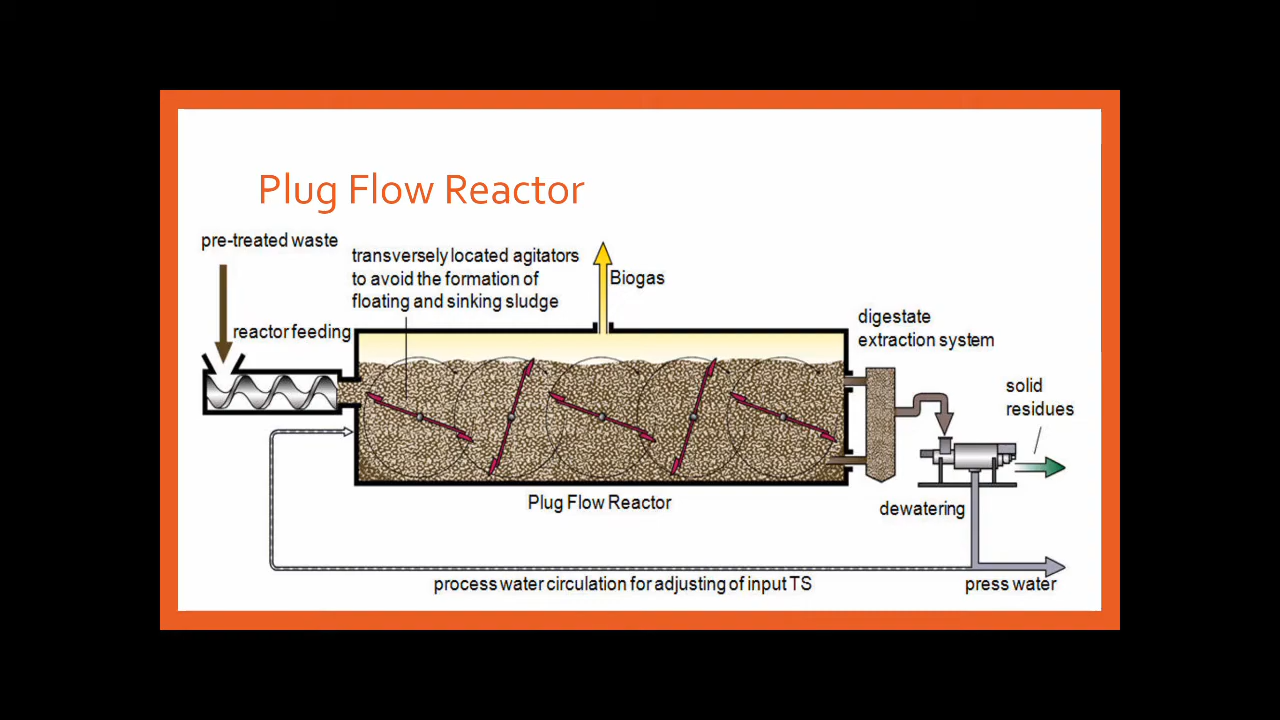 Plug Flow Reactor
pre-treated waste
transversely located agitators
to avoid the formation of
floating and sinking sludge
Biogas
reactor feeding
digestate
extraction system
solid
residues
Plug Flow Reactor
dewatering
process water circulation for adjusting of input TS
press water